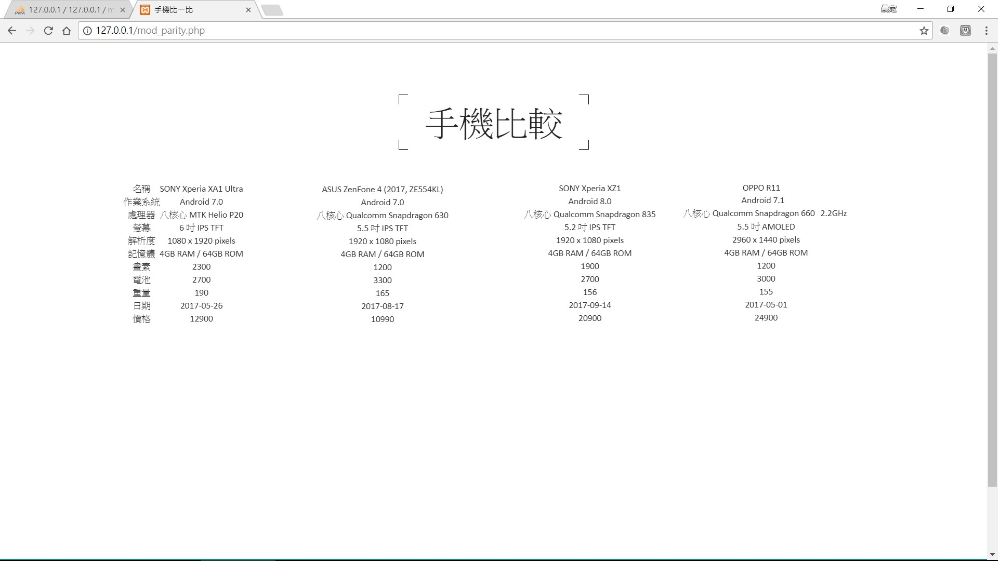 127.0.0.1 / 127.0.0.1 / m
手機比一比
晨定
127.0.0.1/mod_parity.php
手機比較
名稱 SONY Xperia XA1 Ultra ASUS ZenFone 4 (2017, ZE554KL) SONY Xperia XZ1 OPPO R11
作業系統 Android 7.0 Android 7.0 Android 8.0 Android 7.1
處理器 八核心 MTK Helio P20 八核心 Qualcomm Snapdragon 630 八核心 Qualcomm Snapdragon 835 八核心 Qualcomm Snapdragon 660 2.2GHz
螢幕 6 吋 IPS TFT 5.5 吋 IPS TFT 5.2 吋 IPS TFT 5.5 吋 AMOLED
解析度 1080 x 1920 pixels 1920 x 1080 pixels 1920 x 1080 pixels 2960 x 1440 pixels
記憶體 4GB RAM / 64GB ROM 4GB RAM / 64GB ROM 4GB RAM / 64GB ROM 4GB RAM / 64GB ROM
畫素 2300 1200 1900 1200
電池 2700 3300 2700 3000
重量 190 165 156 155
日期 2017-05-26 2017-08-17 2017-09-14 2017-05-01
價格 12900 10990 20900 24900